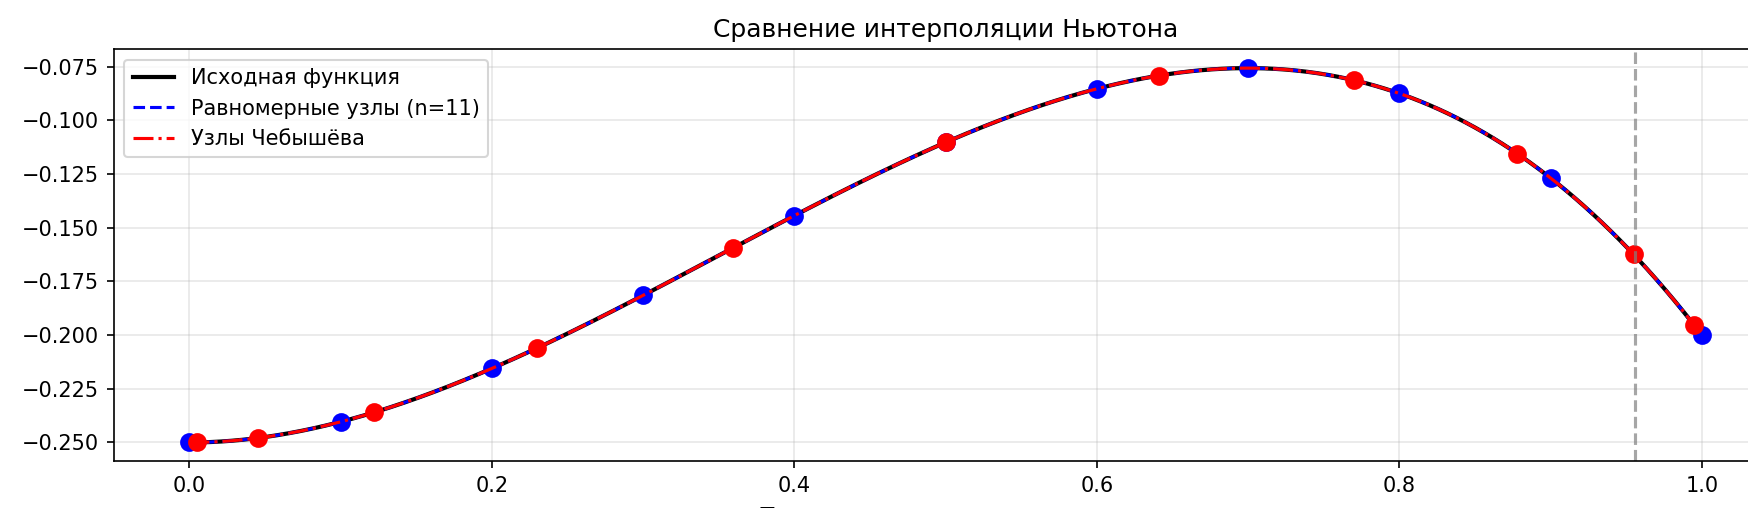 Сравнение интерполяции Ньютона
Исходная функция
Равномерные узлы (n=11)
Узлы Чебышёва
−0.075
−0.100
−0.125
−0.150
−0.175
−0.200
−0.225
−0.250
0.0 0.2 0.4 0.6 0.8 1.0